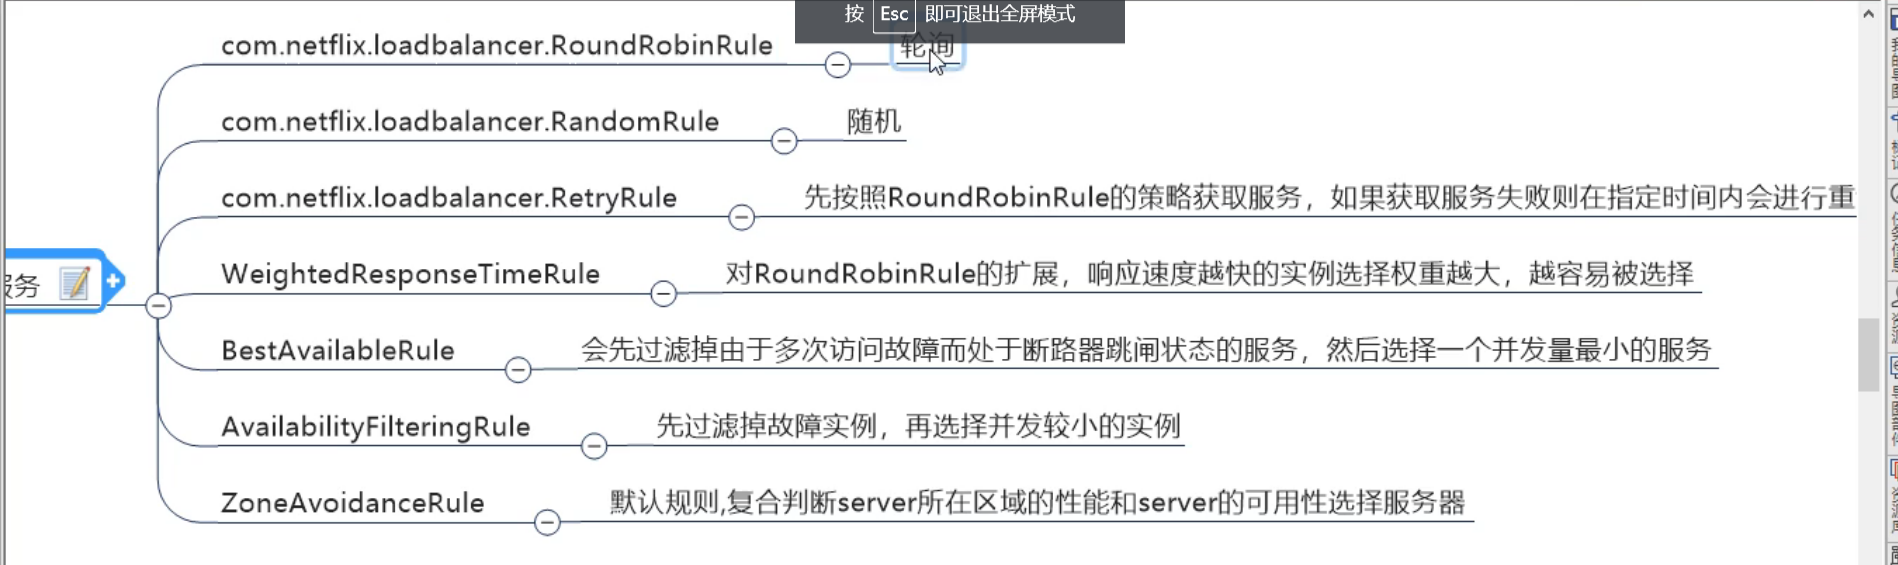 按 Esc 即可退出全屏模式
com.netflix.loadbalancer.RoundRobinRule 轮询
com.netflix.loadbalancer.RandomRule 随机
com.netflix.loadbalancer.RetryRule 先按照RoundRobinRule的策略获取服务，如果获取服务失败则在指定时间内会进行重
WeightedResponseTimeRule 对RoundRobinRule的扩展，响应速度越快的实例选择权重越大，越容易被选择
服务
BestAvailableRule 会先过滤掉由于多次访问故障而处于断路器跳闸状态的服务，然后选择一个并发量最小的服务
AvailabilityFilteringRule 先过滤掉故障实例，再选择并发较小的实例
ZoneAvoidanceRule 默认规则,复合判断server所在区域的性能和server的可用性选择服务器